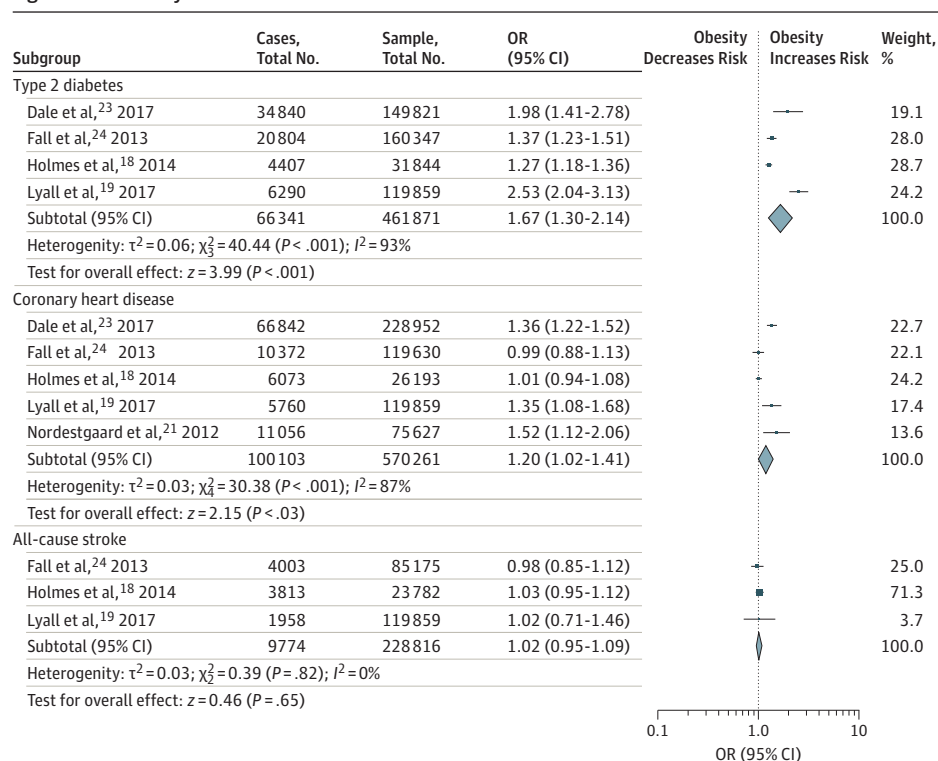 Subgroup Cases, Total No. Sample, Total No. OR (95% CI) Obesity Decreases Risk Obesity Increases Risk Weight, %
Type 2 diabetes
Dale et al,23 2017 34840 149821 1.98 (1.41-2.78) 19.1
Fall et al,24 2013 20804 160347 1.37 (1.23-1.51) 28.0
Holmes et al,18 2014 4407 31844 1.27 (1.18-1.36) 28.7
Lyall et al,19 2017 6290 119859 2.53 (2.04-3.13) 24.2
Subtotal (95% CI) 66341 461871 1.67 (1.30-2.14) 100.0
Heterogenity: τ2=0.06; χ23=40.44 (P<.001); I2=93%
Test for overall effect: z=3.99 (P<.001)
Coronary heart disease
Dale et al,23 2017 66842 228952 1.36 (1.22-1.52) 22.7
Fall et al,24 2013 10372 119630 0.99 (0.88-1.13) 22.1
Holmes et al,18 2014 6073 26193 1.01 (0.94-1.08) 24.2
Lyall et al,19 2017 5760 119859 1.35 (1.08-1.68) 17.4
Nordestgaard et al,21 2012 11056 75627 1.52 (1.12-2.06) 13.6
Subtotal (95% CI) 100103 570261 1.20 (1.02-1.41) 100.0
Heterogenity: τ2=0.03; χ24=30.38 (P<.001); I2=87%
Test for overall effect: z=2.15 (P<.03)
All-cause stroke
Fall et al,24 2013 4003 85175 0.98 (0.85-1.12) 25.0
Holmes et al,18 2014 3813 23782 1.03 (0.95-1.12) 71.3
Lyall et al,19 2017 1958 119859 1.02 (0.71-1.46) 3.7
Subtotal (95% CI) 9774 228816 1.02 (0.95-1.09) 100.0
Heterogenity: τ2=0.03; χ22=0.39 (P=.82); I2=0%
Test for overall effect: z=0.46 (P=.65)
0.1 1.0 10
OR (95% CI)